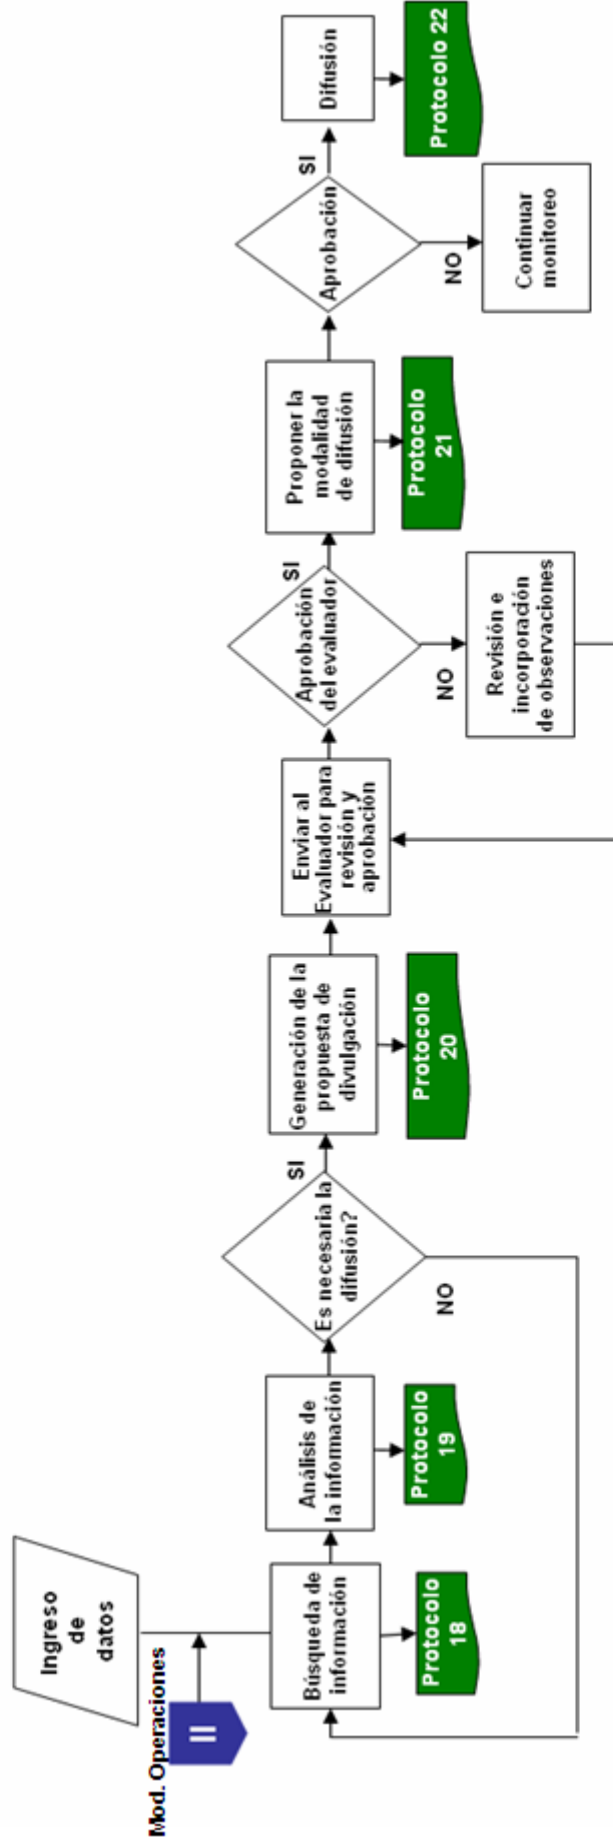 Mod. Operaciones
II
Ingreso
de
datos
Búsqueda de
información
Protocolo
18
Análisis de
la información
Protocolo
19
Es necesaria la
difusión?
SI
NO
Generación de la
propuesta de
divulgación
Protocolo
20
Enviar al
Evaluador para
revisión y
aprobación
Aprobación
del evaluador
SI
NO
Revisión e
incorporación
de observaciones
Proponer la
modalidad
de difusión
Protocolo
21
Aprobación
SI
NO
Continuar
monitoreo
Difusión
Protocolo 22